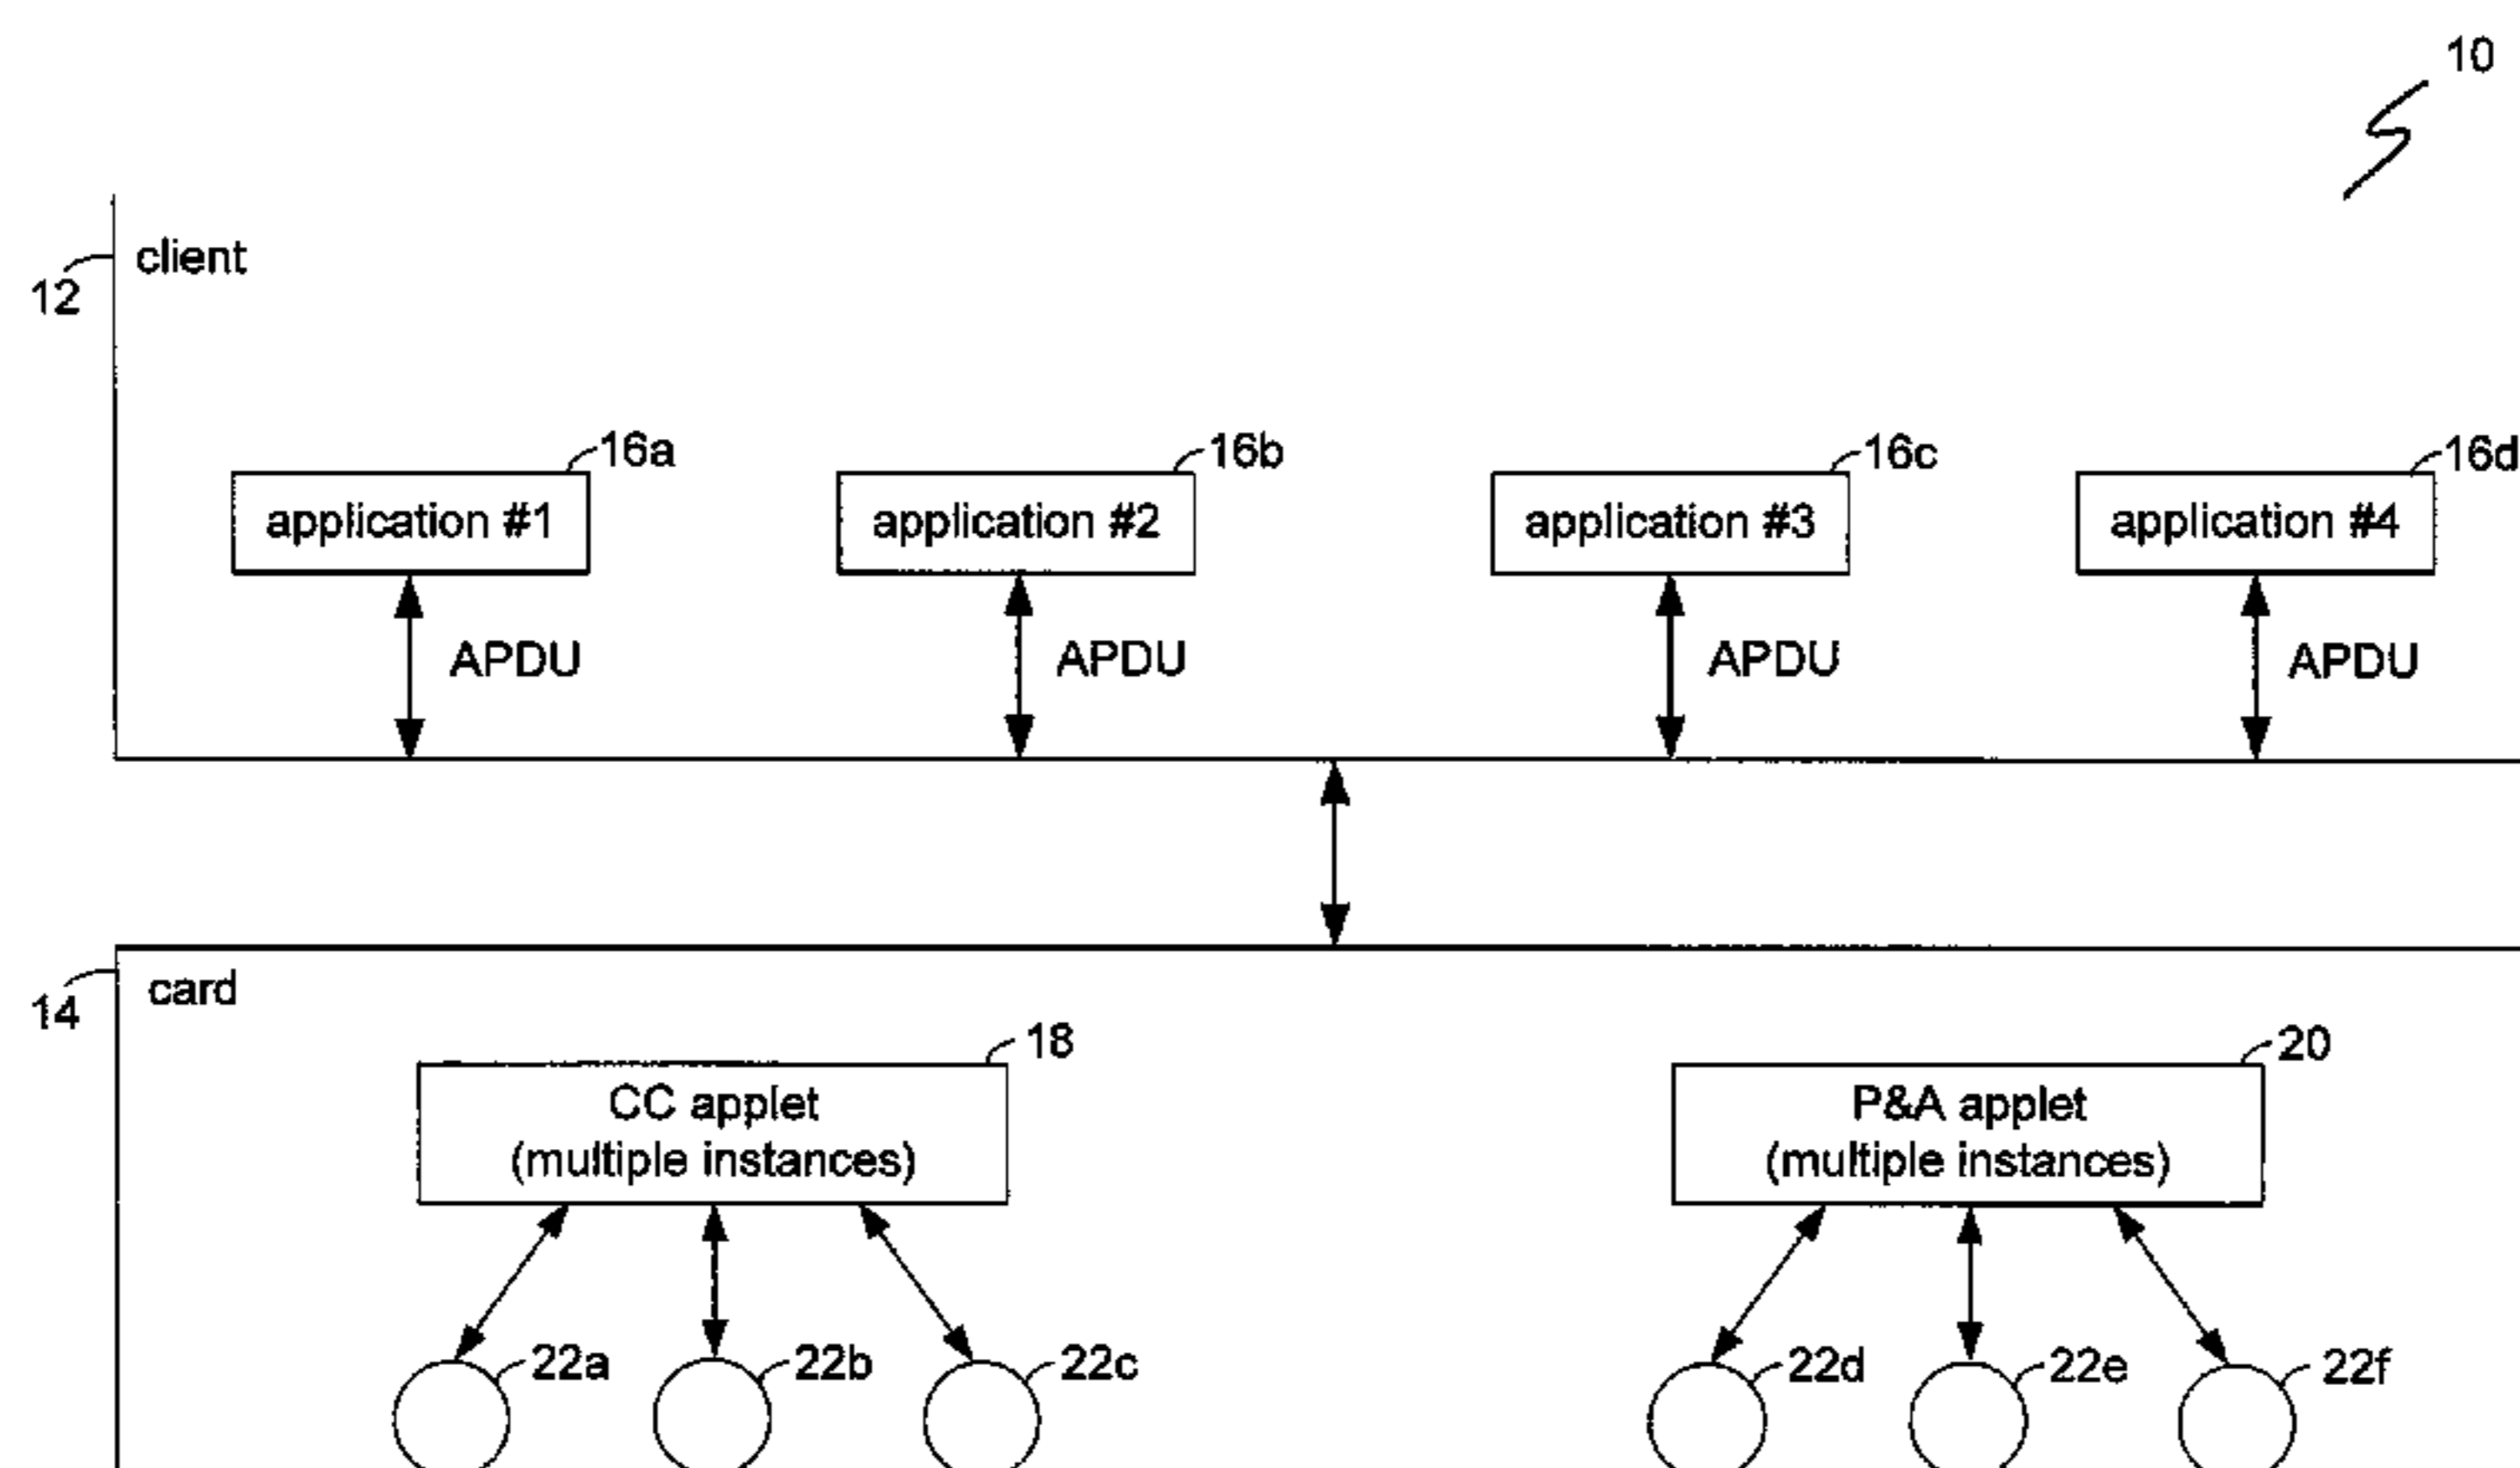 10
client
12
16a
16b
16c
16d
application #1
application #2
application #3
application #4
APDU
APDU
APDU
APDU
card
14
18
20
CC applet
(multiple instances)
P&A applet
(multiple instances)
22a
22b
22c
22d
22e
22f